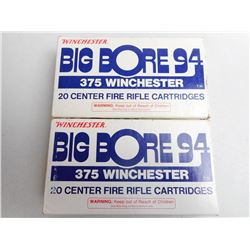 WINCHESTER
BIG BORE 94
375 WINCHESTER
20 CENTER FIRE RIFLE CARTRIDGES
WARNING: Keep out of Reach of Children
WINCHESTER
BIG BORE 94
375 WINCHESTER
20 CENTER FIRE RIFLE CARTRIDGES
WARNING: Keep out of Reach of Children